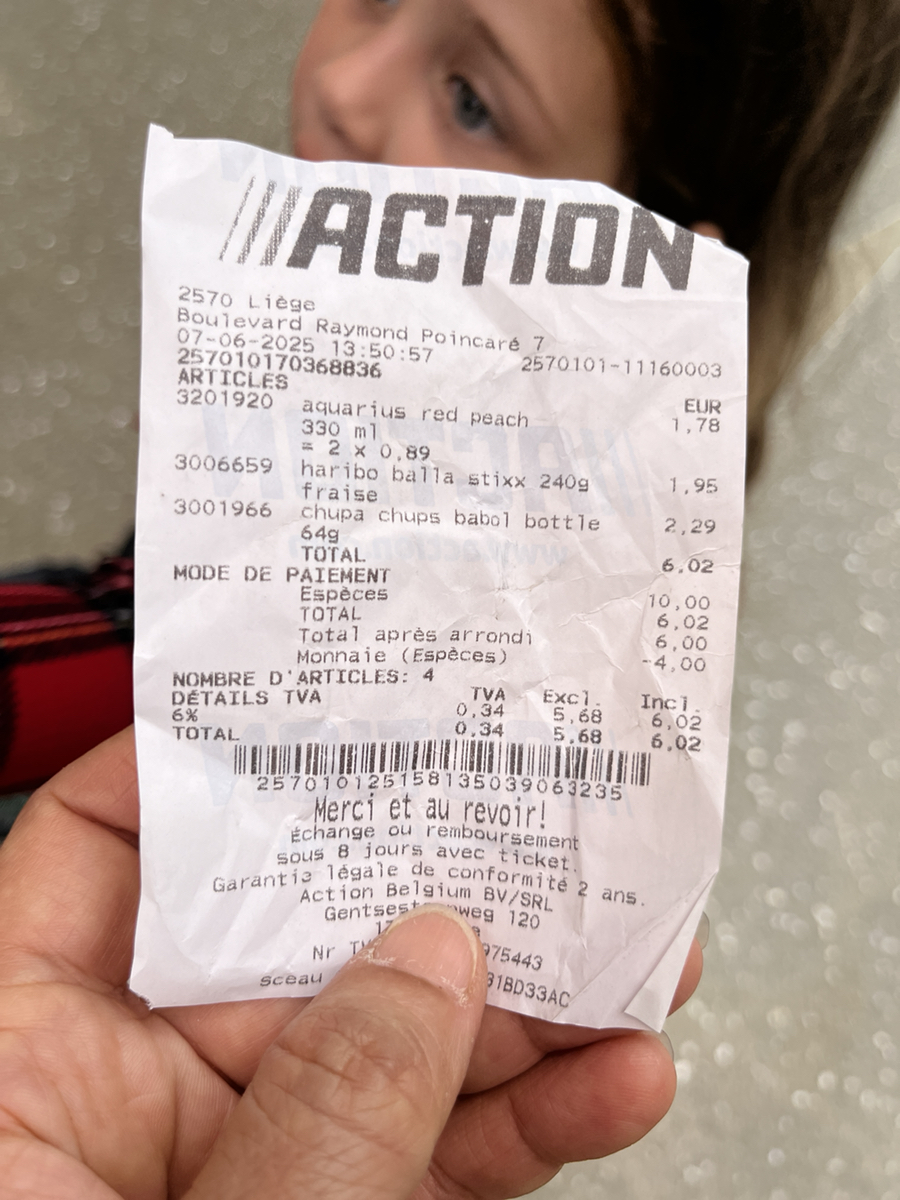 ///ACTION
2570 Liège
Boulevard Raymond Poincaré 7
07-06-2025 13:50:57 2570101-11160003
257010170368836
ARTICLES EUR
3201920 aquarius red peach 1,78
330 ml
= 2 x 0,89
3006659 haribo balla stixx 240g 1,95
fraise
3001966 chupa chups babol bottle 2,29
64g
TOTAL 6,02
MODE DE PAIEMENT
Espèces 10,00
TOTAL 6,02
Total après arrondi 6,00
Monnaie (Espèces) -4,00
NOMBRE D'ARTICLES: 4
DÉTAILS TVA TVA Excl. Incl.
6% 0,34 5,68 6,02
TOTAL 0,34 5,68 6,02
257010125158135039063235
Merci et au revoir!
Échange ou remboursement
sous 8 jours avec ticket.
Garantie légale de conformité 2 ans.
Action Belgium BV/SRL
120
Nr 975443
sceau 31BD33AC